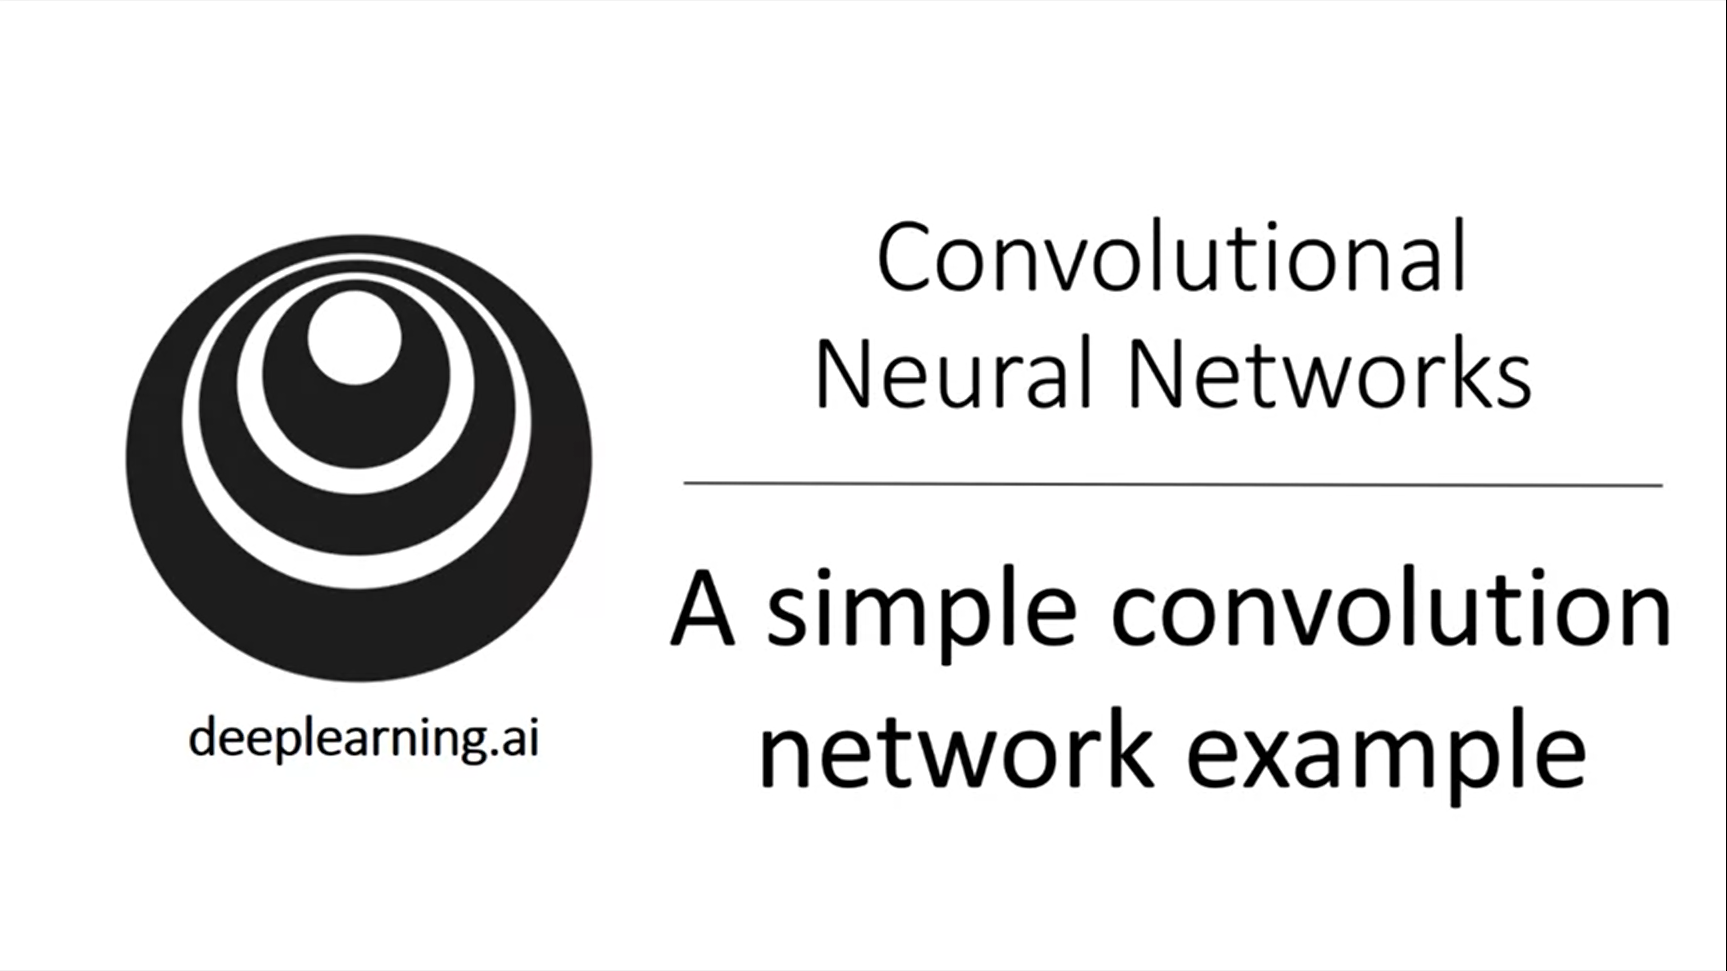 Convolutional
Neural Networks
A simple convolution
network example
deeplearning.ai